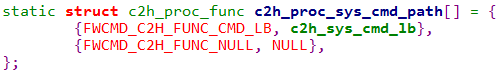 static struct c2h_proc_func c2h_proc_sys_cmd_path[] = {
        {FWCMD_C2H_FUNC_CMD_LB, c2h_sys_cmd_lb},
        {FWCMD_C2H_FUNC_NULL, NULL},
};